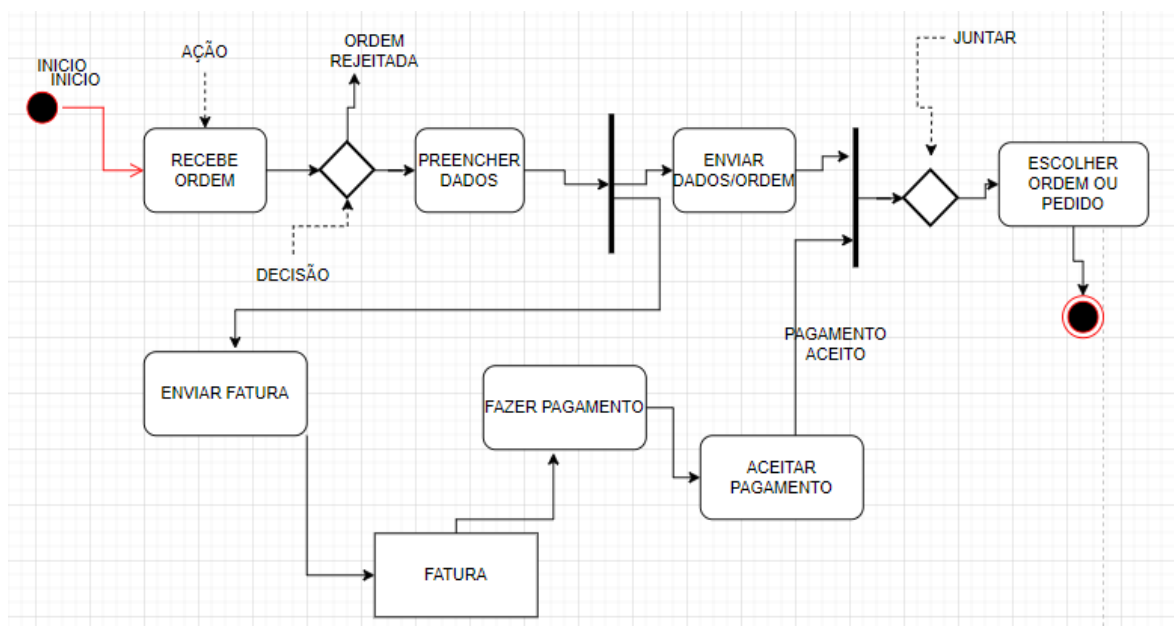 INICIO
INICIO
AÇÃO
ORDEM
REJEITADA
JUNTAR
RECEBE
ORDEM
PREENCHER
DADOS
ENVIAR
DADOS/ORDEM
ESCOLHER
ORDEM OU
PEDIDO
DECISÃO
PAGAMENTO
ACEITO
ENVIAR FATURA
FAZER PAGAMENTO
ACEITAR
PAGAMENTO
FATURA